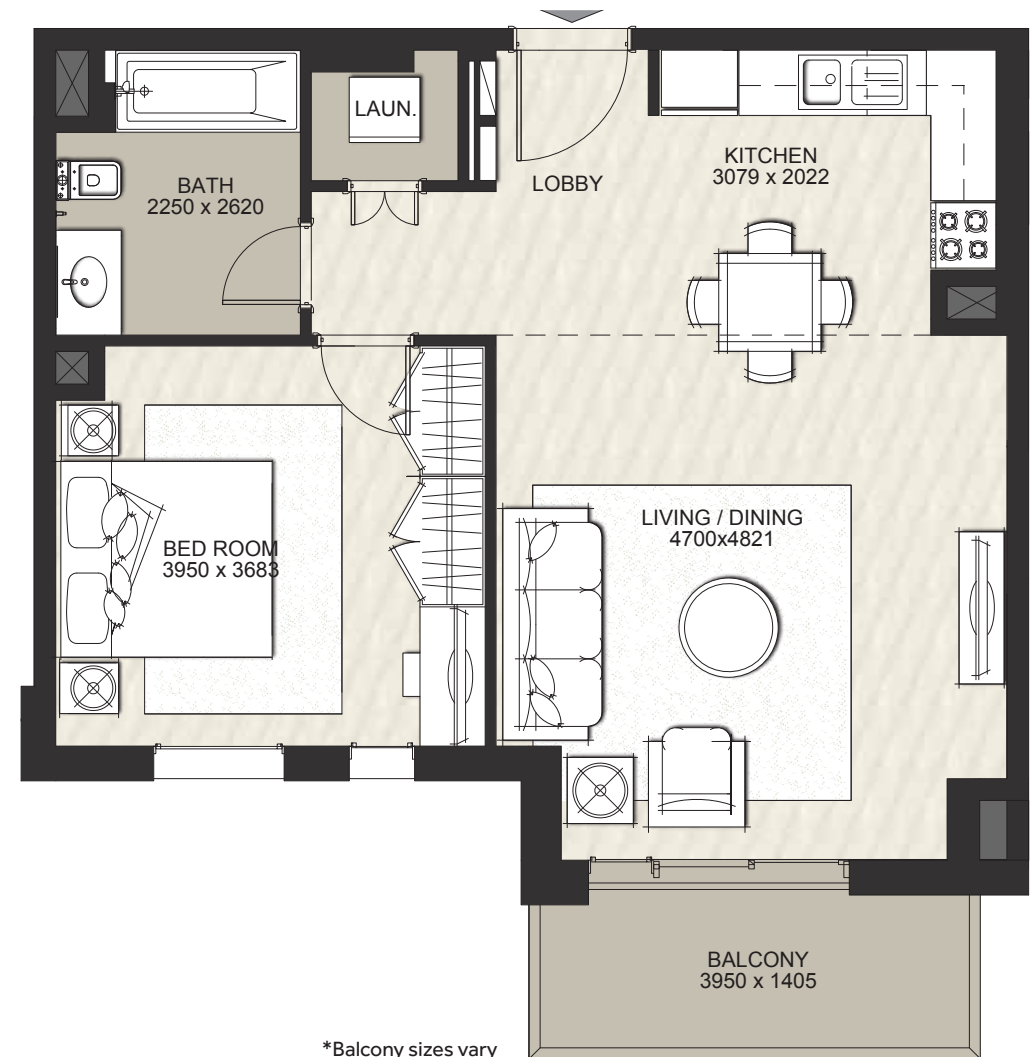 LAUN.
KITCHEN
3079 x 2022
LOBBY
BATH
2250 x 2620
LIVING / DINING
4700x4821
BED ROOM
3950 x 3683
BALCONY
3950 x 1405
*Balcony sizes vary